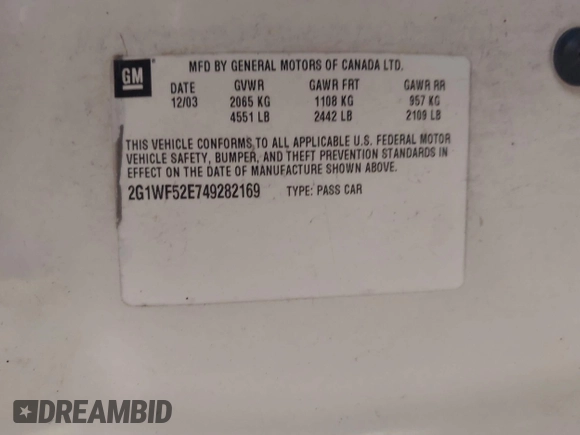 GM
MFD BY GENERAL MOTORS OF CANADA LTD.
DATE GVWR GAWR FRT GAWR RR
12/03 2065 KG 1108 KG 957 KG
4551 LB 2442 LB 2109 LB
THIS VEHICLE CONFORMS TO ALL APPLICABLE U.S. FEDERAL MOTOR
VEHICLE SAFETY, BUMPER, AND THEFT PREVENTION STANDARDS IN
EFFECT ON THE DATE OF MANUFACTURE SHOWN ABOVE.
2G1WF52E749282169 TYPE: PASS CAR
DREAMBID